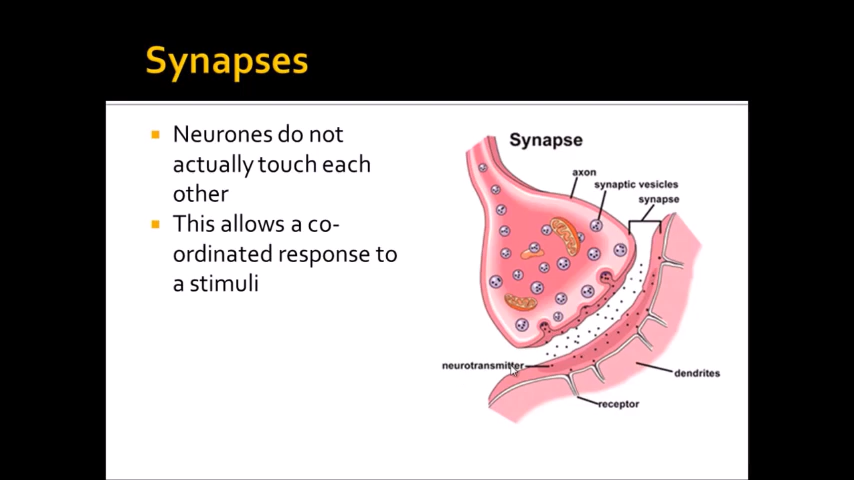 Synapses
Neurones do not
actually touch each
other
This allows a co-
ordinated response to
a stimuli
Synapse
axon
synaptic vesicles
synapse
neurotransmitter
dendrites
receptor